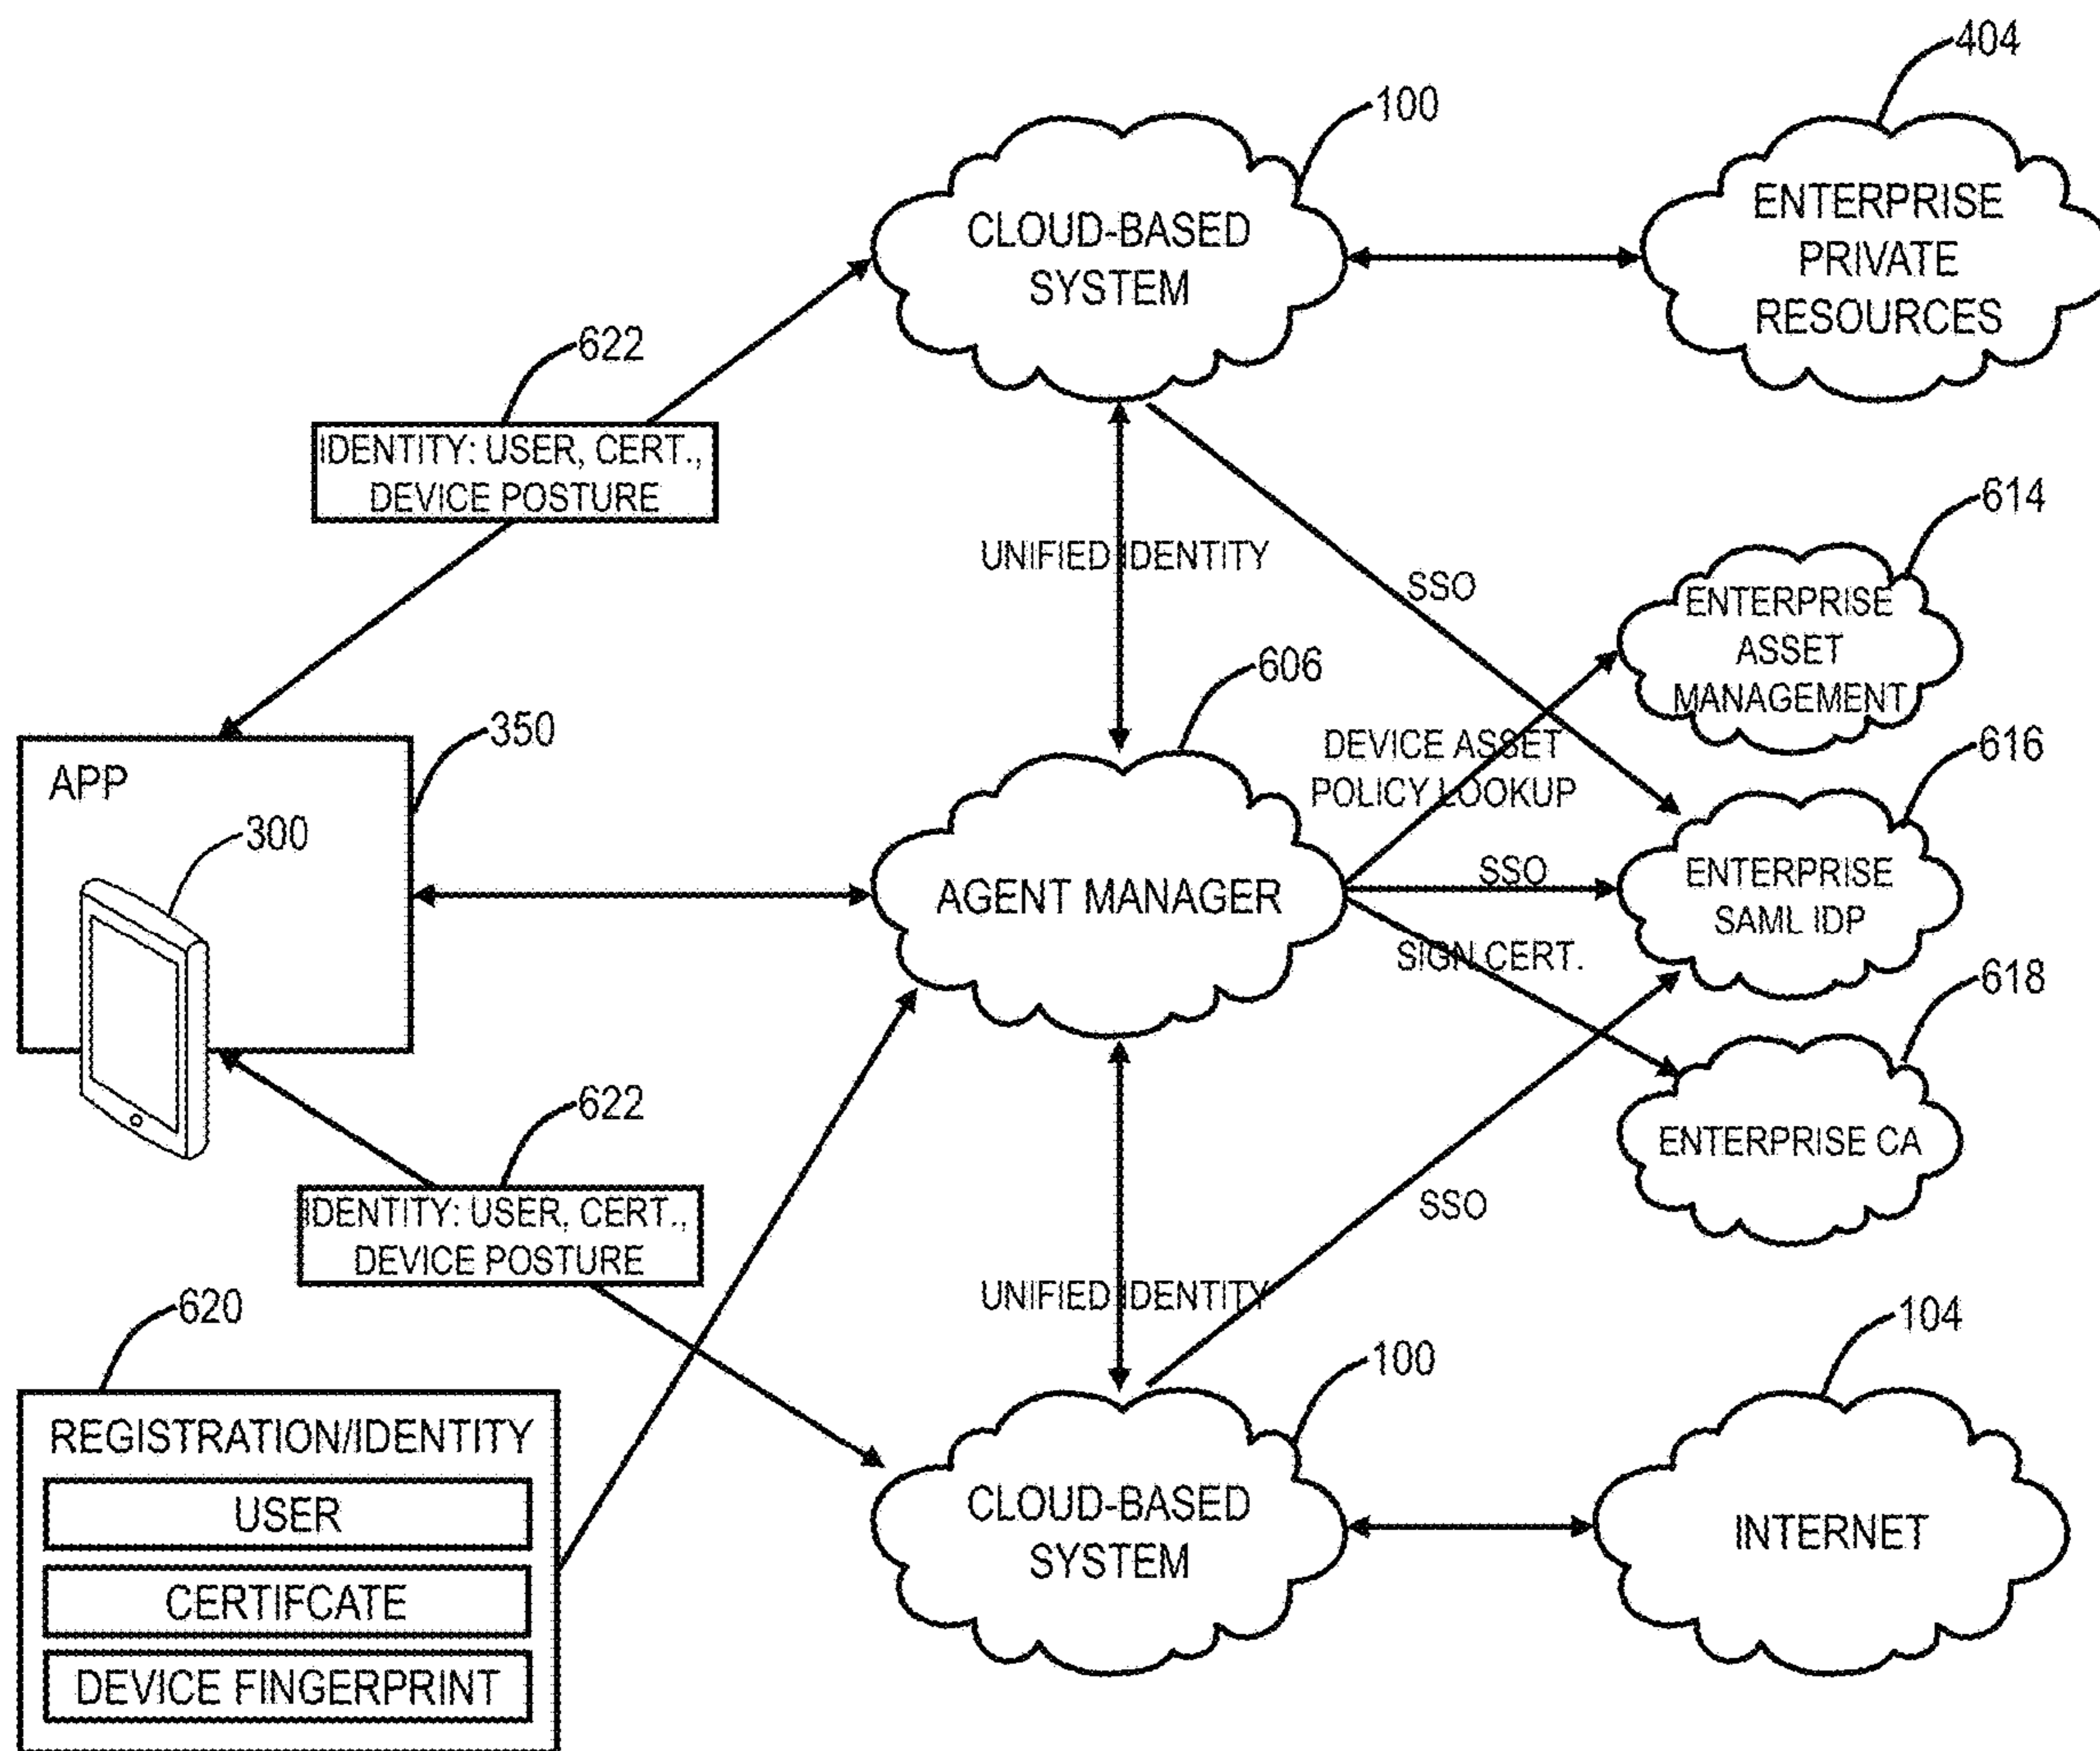 404
100
CLOUD-BASED
SYSTEM
ENTERPRISE
PRIVATE
RESOURCES
622
IDENTITY: USER, CERT.,
DEVICE POSTURE
614
UNIFIED IDENTITY
SSO
ENTERPRISE
ASSET
MANAGEMENT
606
350
DEVICE ASSET
POLICY LOOKUP
616
APP
300
AGENT MANAGER
SSO
ENTERPRISE
SAML IDP
SIGN CERT.
618
622
ENTERPRISE CA
IDENTITY: USER, CERT.,
DEVICE POSTURE
SSO
UNIFIED IDENTITY
620
104
100
REGISTRATION/IDENTITY
USER
CERTIFCATE
DEVICE FINGERPRINT
CLOUD-BASED
SYSTEM
INTERNET